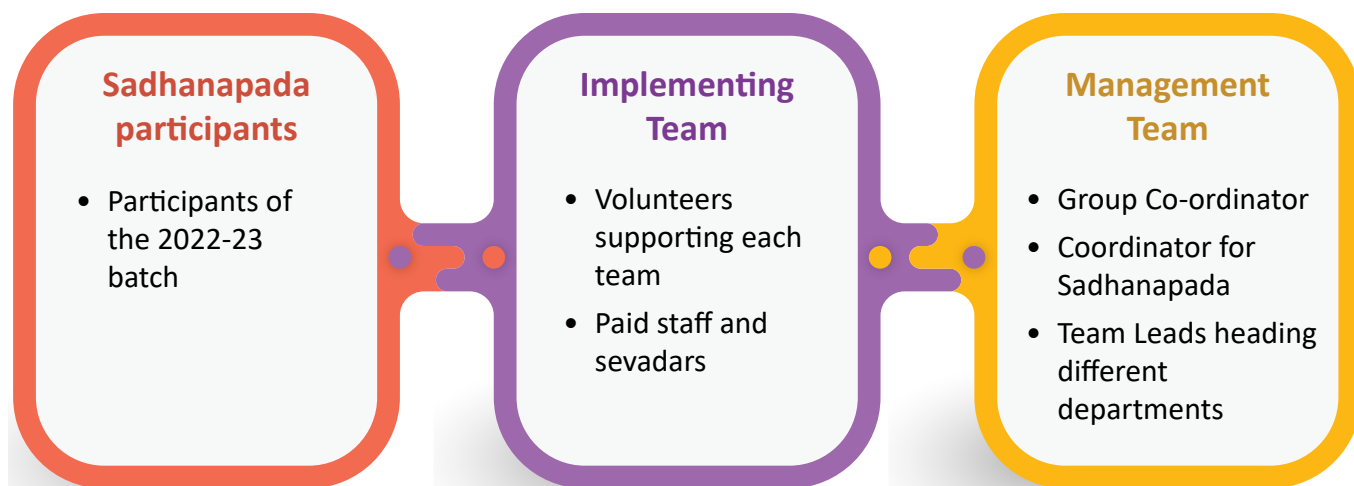 Sadhanapada
participants
• Participants of
the 2022-23
batch
Implementing
Team
• Volunteers
supporting each
team
• Paid staff and
sevadars
Management
Team
• Group Co-ordinator
• Coordinator for
Sadhanapada
• Team Leads heading
different
departments